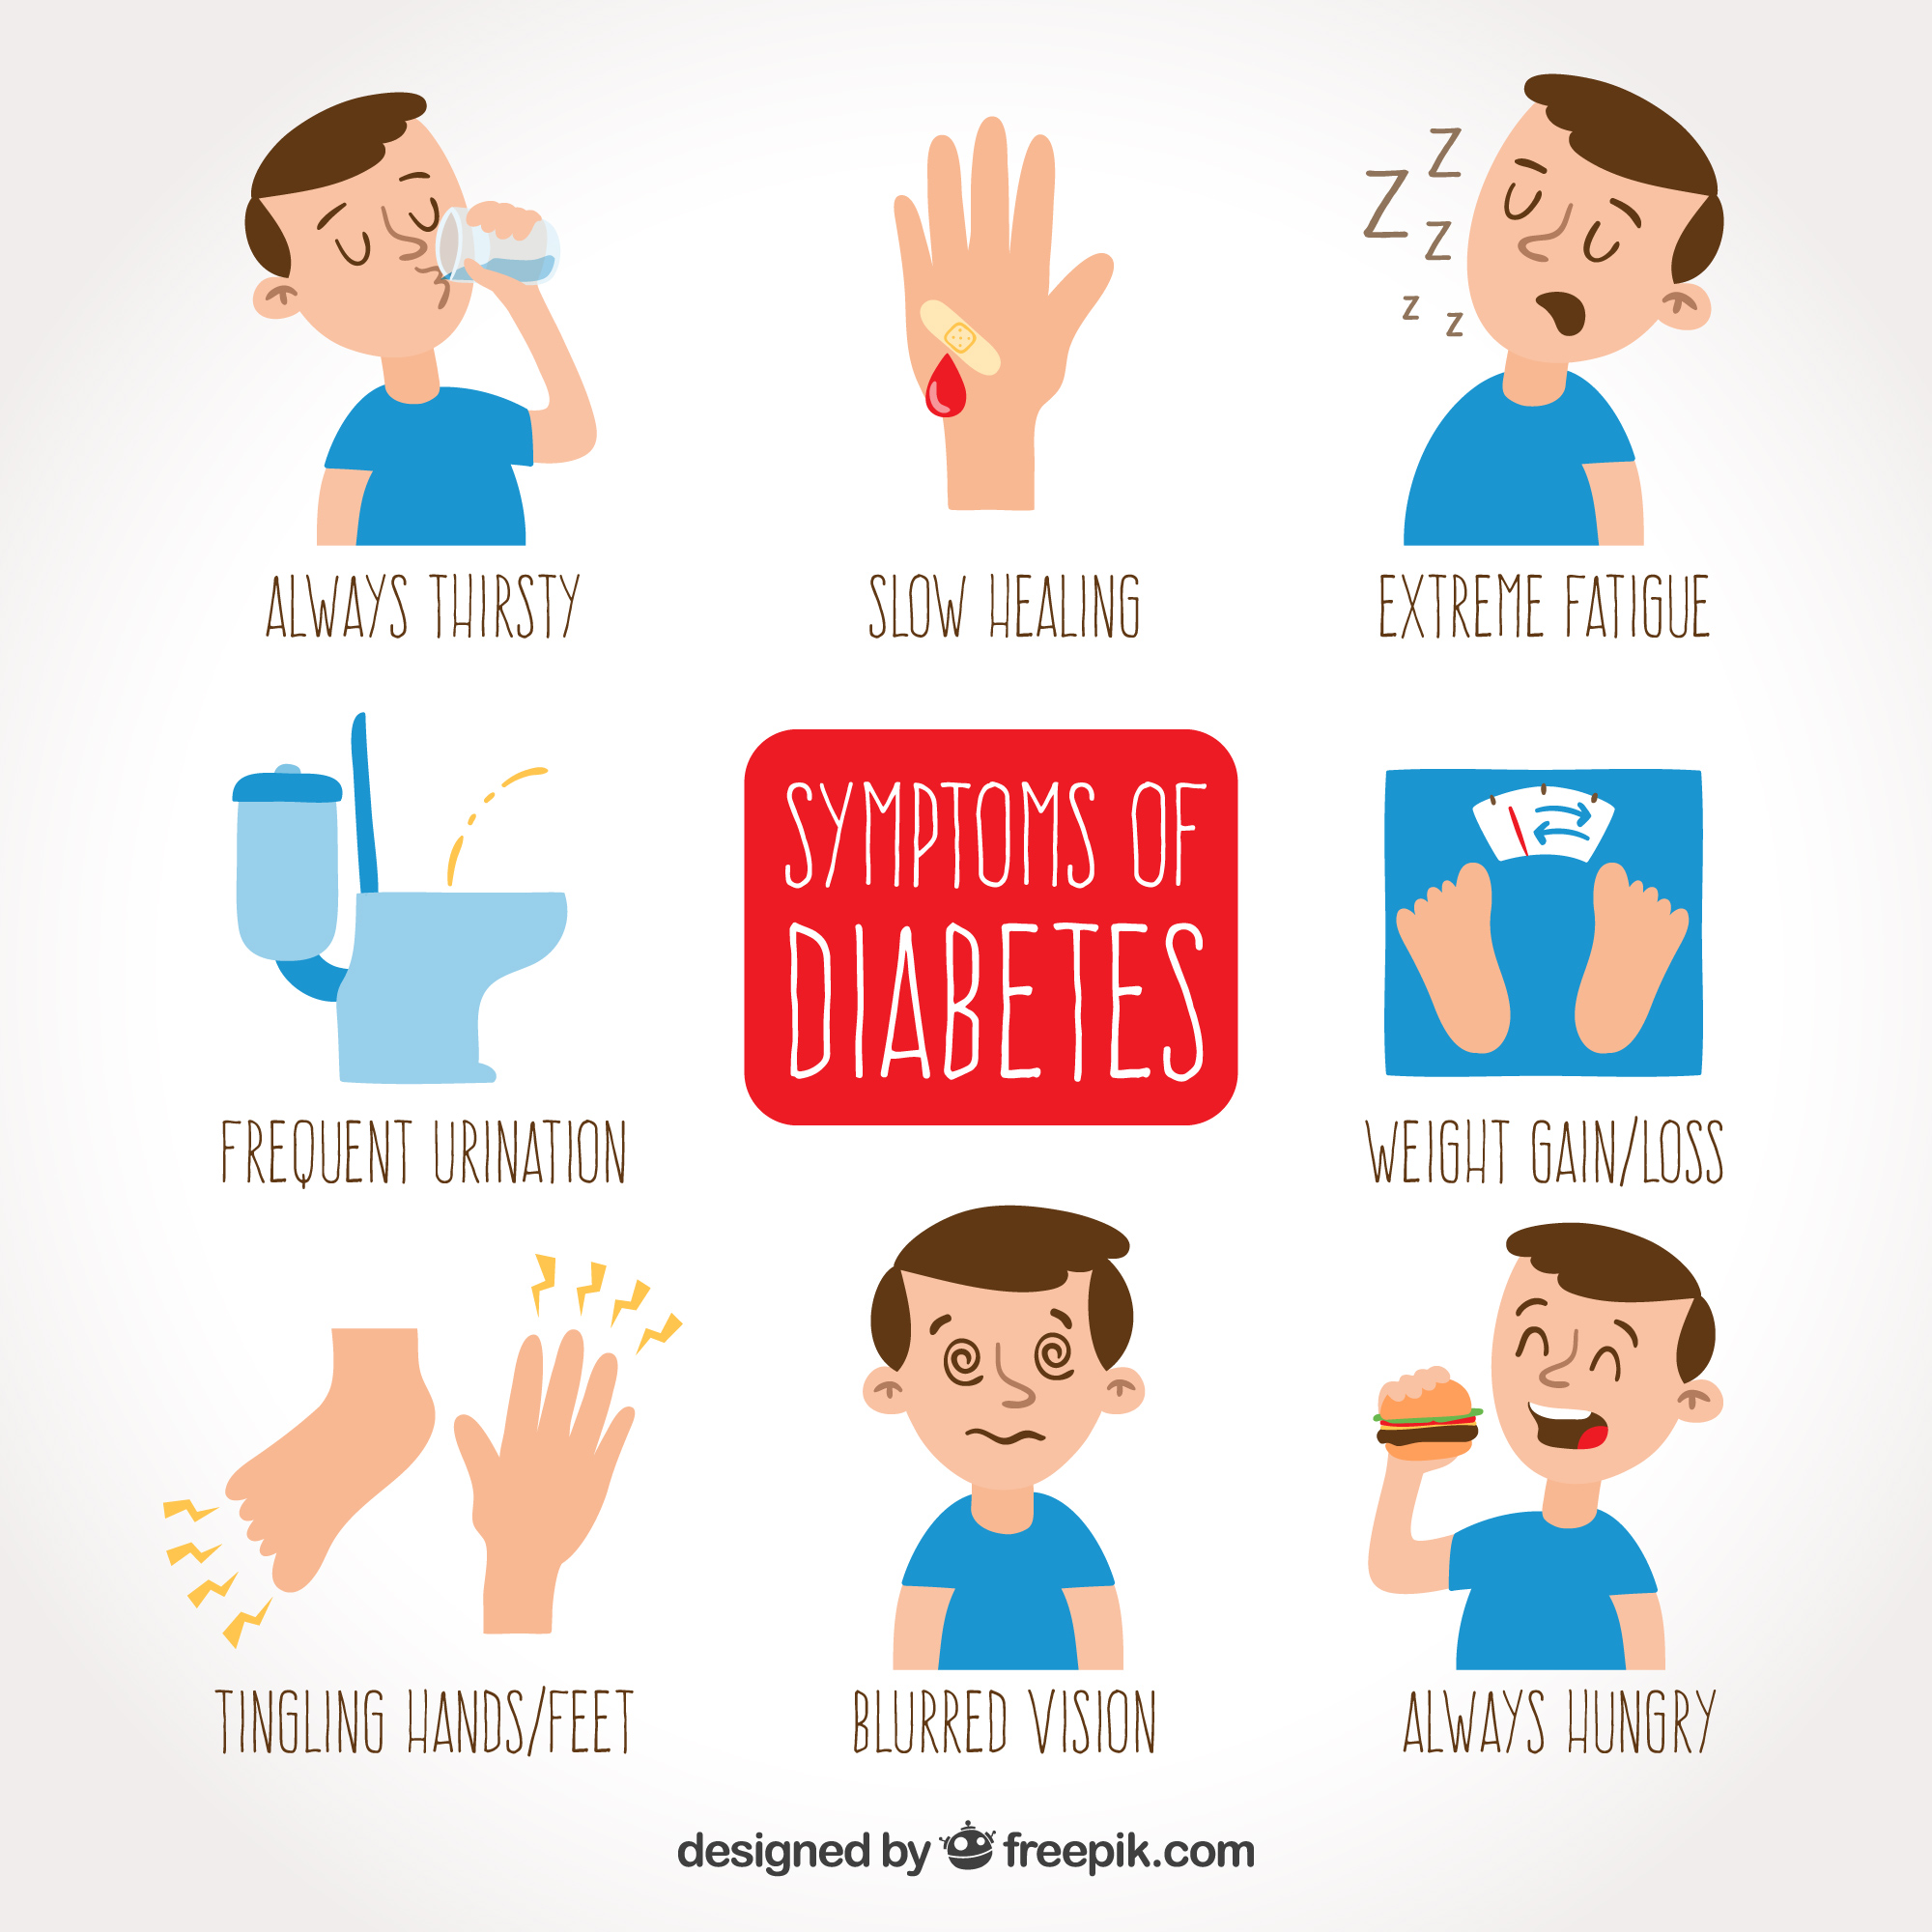 ALWAYS THIRSTY
SLOW HEALING
EXTREME FATIGUE
Z
Z
Z
Z
Z
FREQUENT URINATION
SYMPTOMS OF
DIABETES
WEIGHT GAIN/LOSS
TINGLING HANDS/FEET
BLURRED VISION
ALWAYS HUNGRY
designed by freepik.com